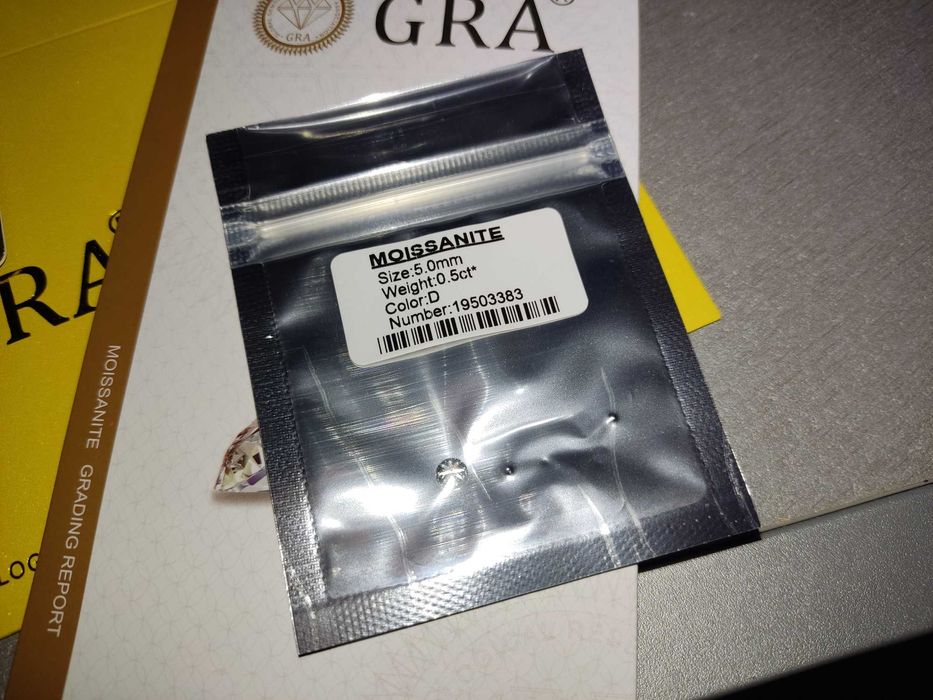 GRA
GRA®
MOISSANITE
Size:5.0mm
Weight:0.5ct*
Color:D
Number:19503383
MOISSANITE GRADING REPORT
RA®